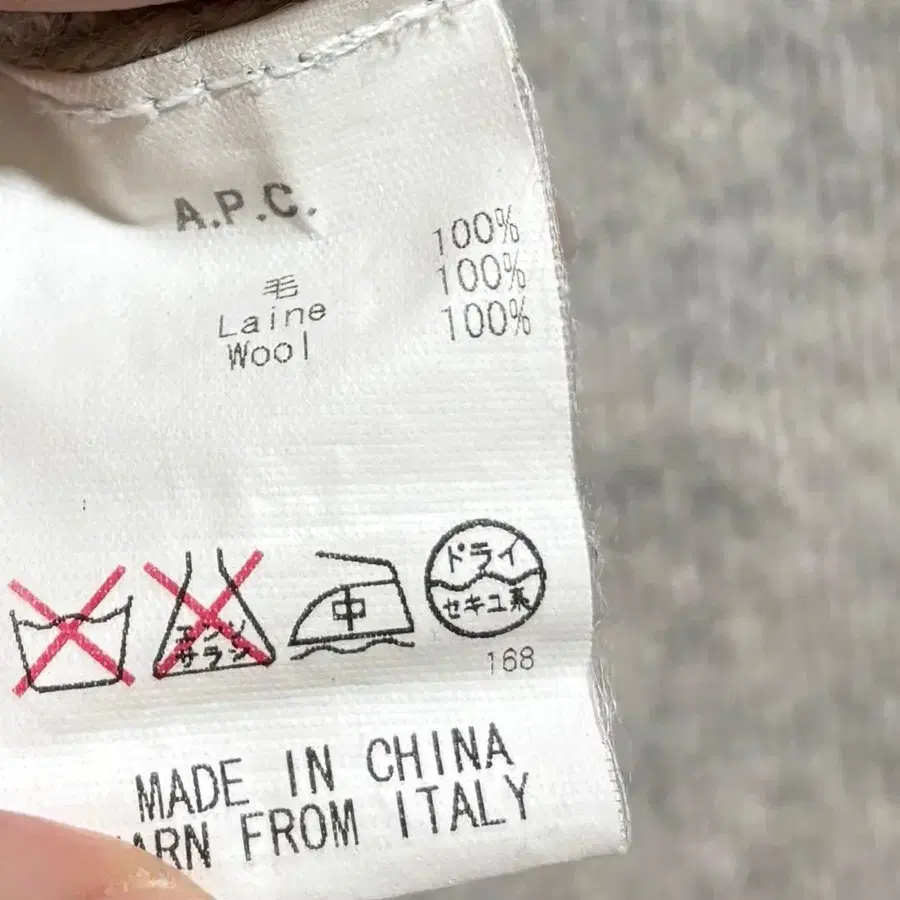 A.P.C.
毛 100%
Laine 100%
Wool 100%
エンソ
サラシ
中
ドライ
セキユ系
168
MADE IN CHINA
YARN FROM ITALY